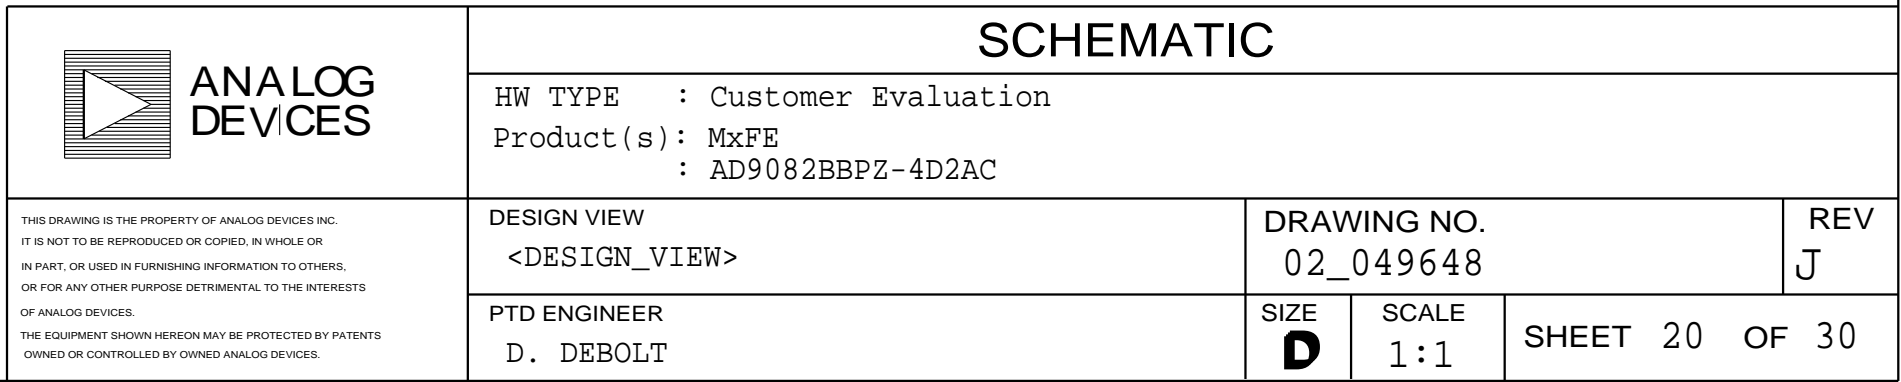 ANALOG
DEVICES
SCHEMATIC
HW TYPE : Customer Evaluation
Product(s): MxFE
: AD9082BBPZ-4D2AC
THIS DRAWING IS THE PROPERTY OF ANALOG DEVICES INC.
IT IS NOT TO BE REPRODUCED OR COPIED, IN WHOLE OR
IN PART, OR USED IN FURNISHING INFORMATION TO OTHERS,
OR FOR ANY OTHER PURPOSE DETRIMENTAL TO THE INTERESTS
OF ANALOG DEVICES.
THE EQUIPMENT SHOWN HEREON MAY BE PROTECTED BY PATENTS
OWNED OR CONTROLLED BY OWNED ANALOG DEVICES.
DESIGN VIEW
<DESIGN_VIEW>
DRAWING NO.
02_049648
REV
J
PTD ENGINEER
D. DEBOLT
SIZE
D
SCALE
1:1
SHEET 20 OF 30